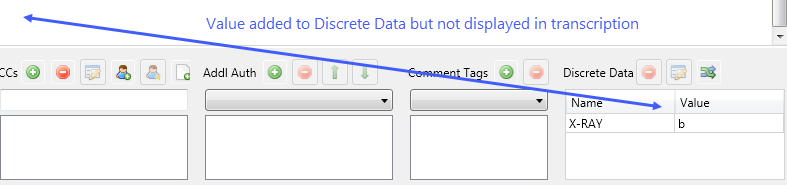 Value added to Discrete Data but not displayed in transcription
CCs Addl Auth Comment Tags Discrete Data
Name Value
X-RAY b